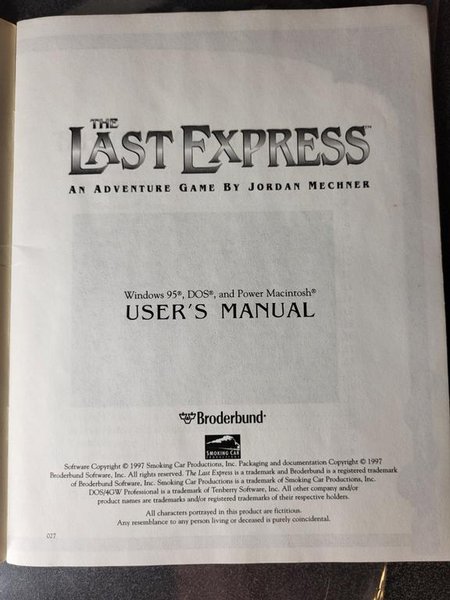 THE
LAST EXPRESS™
AN ADVENTURE GAME BY JORDAN MECHNER
Windows 95®, DOS®, and Power Macintosh®
USER'S MANUAL
Broderbund®
SMOKING CAR
PRODUCTIONS
Software Copyright © 1997 Smoking Car Productions, Inc. Packaging and documentation Copyright © 1997
Broderbund Software, Inc. All rights reserved. The Last Express is a trademark and Broderbund is a registered trademark
of Broderbund Software, Inc. Smoking Car Productions is a trademark of Smoking Car Productions, Inc.
DOS/4GW Professional is a trademark of Tenberry Software, Inc. All other company and/or
product names are trademarks and/or registered trademarks of their respective holders.
All characters portrayed in this product are fictitious.
Any resemblance to any person living or deceased is purely coincidental.
027